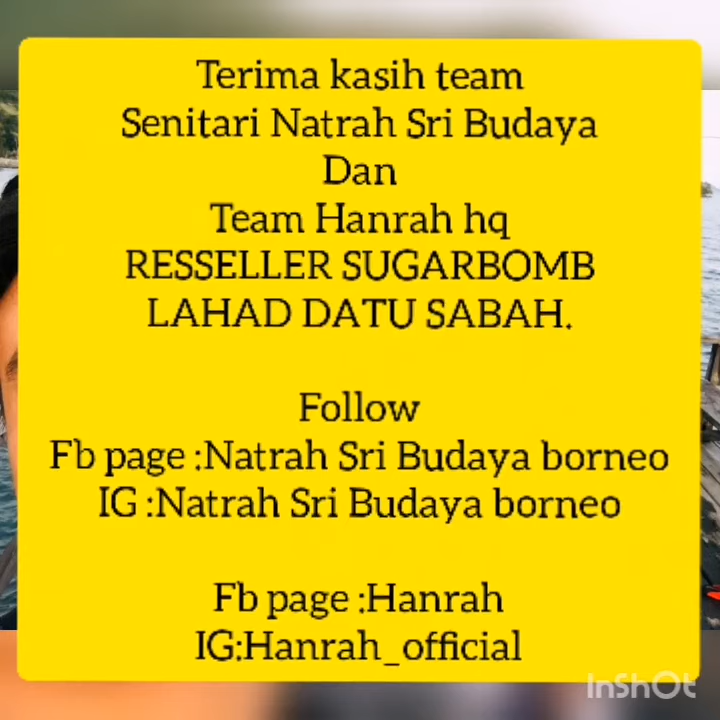 Terima kasih team
Senitari Natrah Sri Budaya
Dan
Team Hanrah hq
RESSELLER SUGARBOMB
LAHAD DATU SABAH.
Follow
Fb page :Natrah Sri Budaya borneo
IG :Natrah Sri Budaya borneo
Fb page :Hanrah
IG:Hanrah_official
InShOt